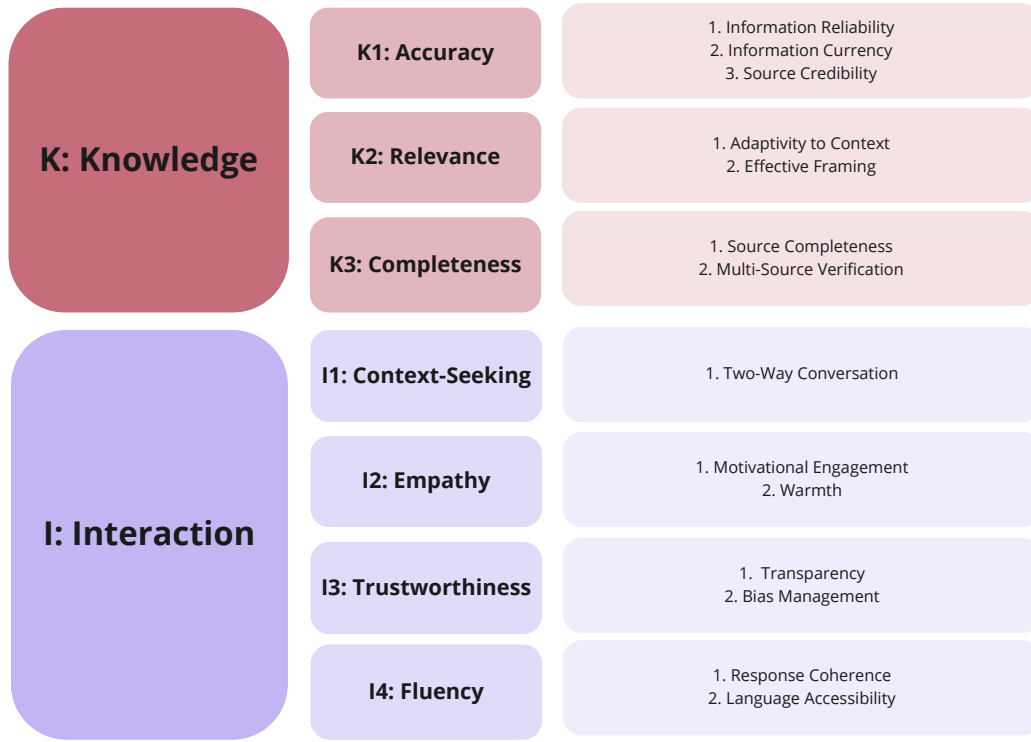 K: Knowledge
K1: Accuracy
1. Information Reliability
2. Information Currency
3. Source Credibility
K2: Relevance
1. Adaptivity to Context
2. Effective Framing
K3: Completeness
1. Source Completeness
2. Multi-Source Verification
I: Interaction
I1: Context-Seeking
1. Two-Way Conversation
I2: Empathy
1. Motivational Engagement
2. Warmth
I3: Trustworthiness
1. Transparency
2. Bias Management
I4: Fluency
1. Response Coherence
2. Language Accessibility